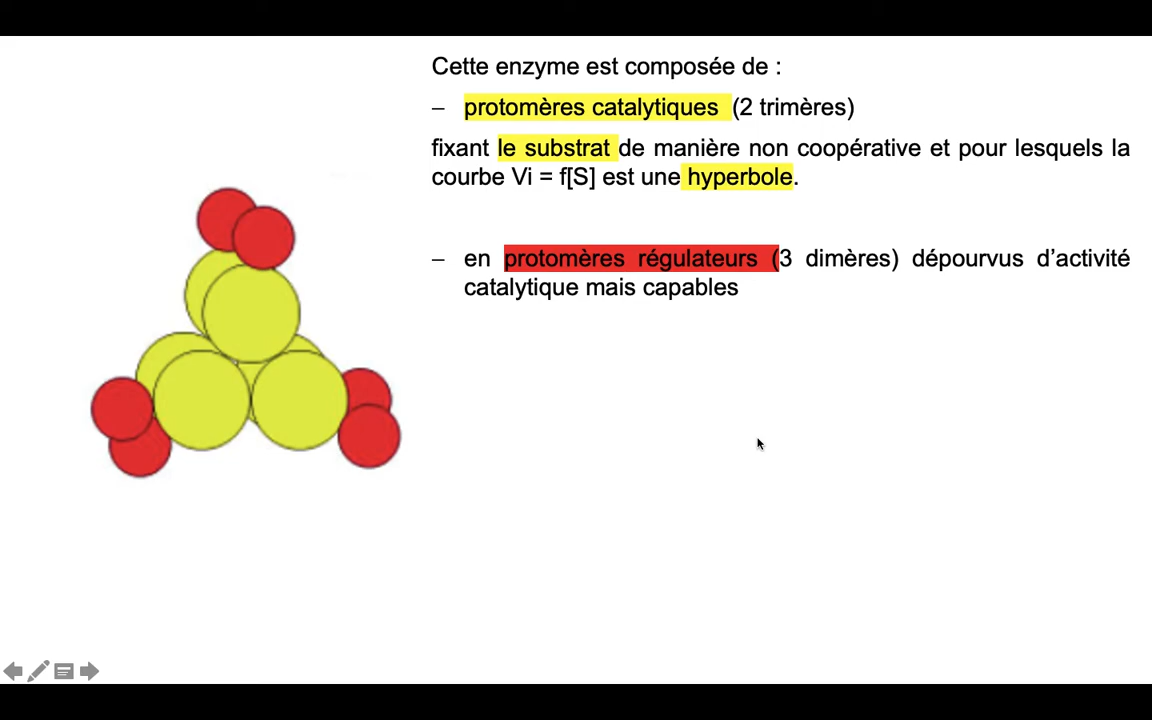 Cette enzyme est composée de :
– protomères catalytiques (2 trimères)
fixant le substrat de manière non coopérative et pour lesquels la
courbe Vi = f[S] est une hyperbole.
– en protomères régulateurs (3 dimères) dépourvus d’activité
catalytique mais capables